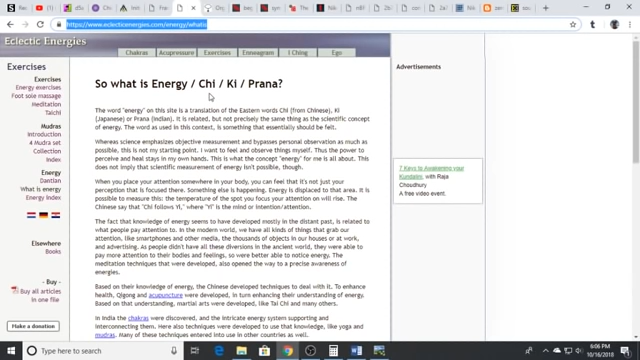 https://www.eclecticenergies.com/energy/whatis
Eclectic Energies
Chakras Acupressure Exercises Enneagram I Ching Ego
Exercises
Exercises
Energy exercises
Foot sole massage
Meditation
Taichi
Mudras
Introduction
4 Mudra set
Collection
Index
Energy
Dantian
What is energy
Energy Index
Elsewhere
Books
- Buy -
Buy all articles
in one file
Make a donation
So what is Energy / Chi / Ki / Prana?
The word "energy" on this site is a translation of the Eastern words Chi (from Chinese), Ki
(Japanese) or Prana (Indian). It is related, but not precisely the same thing as the scientific concept
of energy. The word as used in this context, is something that essentially should be felt.
Whereas science emphasizes objective measurement and bypasses personal observation as much as
possible, this is not my starting point. I want to feel and observe things myself. Thus the power to
perceive and heal stays in my own hands. This is what the concept "energy" for me is all about. This
does not imply that scientific measurement of energy isn't possible, though.
When you place your attention somewhere in your body, you can feel that it's not just your
perception that is focused there. Something else is happening. Energy is displaced to that area. It is
possible to measure this: the temperature of the spot you focus your attention on will rise. The
Chinese say that "Chi follows Yi," where "Yi" is the mind or intention/attention.
The fact that knowledge of energy seems to have developed mostly in the distant past, is related to
what people pay attention to. In the modern world, we have all kinds of things that grab our
attention, like smartphones and other media, the thousands of objects in our houses or at work,
and advertising. As people didn't have all these diversions in the ancient world, they were able to
pay more attention to their bodies and feelings, so were better able to notice energy. The
meditation techniques that were developed, also opened the way to a precise awareness of
energies.
Based on their knowledge of energy, the Chinese developed techniques to deal with it. To enhance
health, Qigong and acupuncture were developed, in turn enhancing their understanding of energy.
Based on that understanding, martial arts were developed, like Tai Chi and many others.
In India the chakras were discovered, and the intricate energy system supporting and
interconnecting them. Here also techniques were developed to use that knowledge, like yoga and
mudras. Many of these techniques entered into use in other countries as well.
Advertisements
7 Keys to Awakening your
Kundalini, with Raja
Choudhury
A free video event.
Type here to search
6:06 PM
10/16/2018